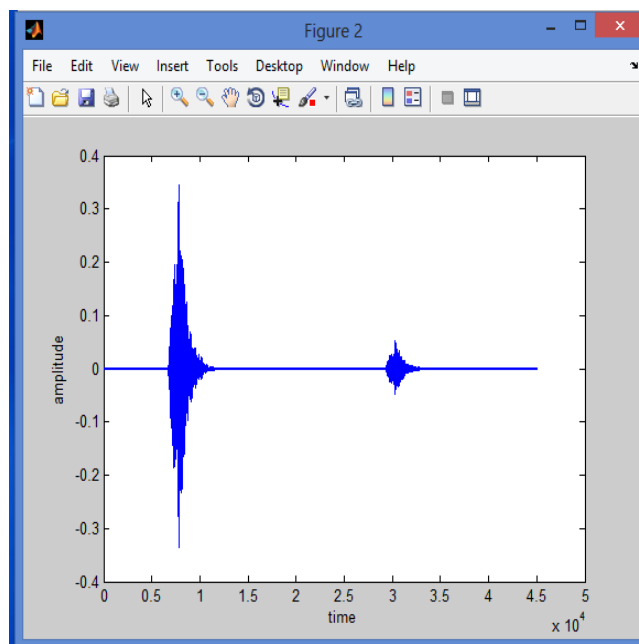 Figure 2
File Edit View Insert Tools Desktop Window Help
0.4
0.3
0.2
0.1
0
-0.1
-0.2
-0.3
-0.4
amplitude
0 0.5 1 1.5 2 2.5 3 3.5 4 4.5 5
time
x 10^4